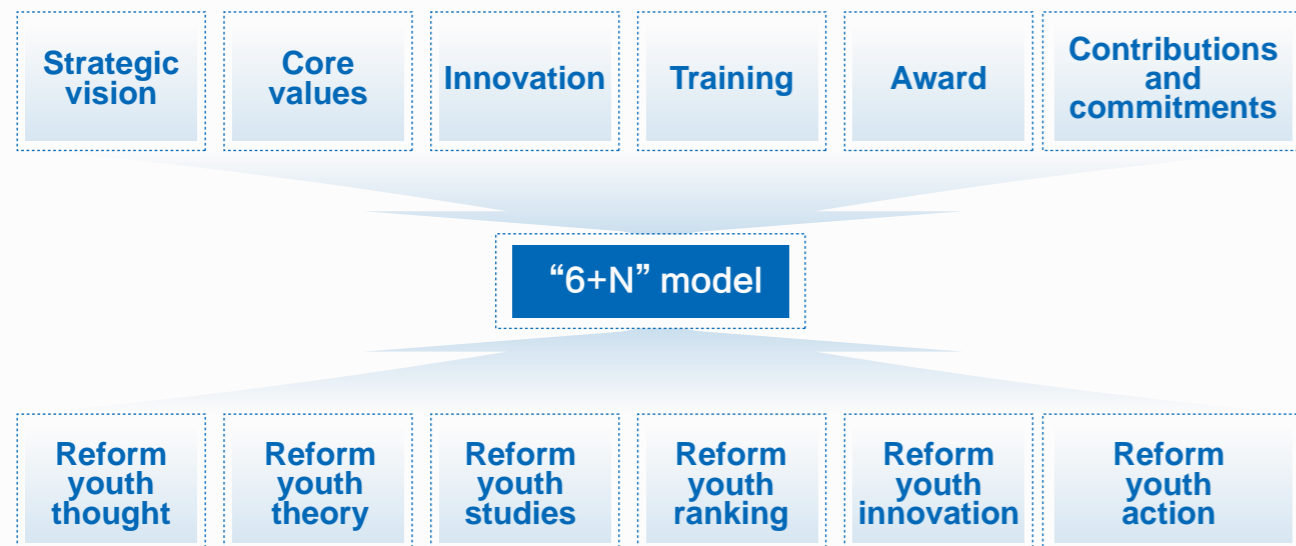 Strategic
vision
Core
values
Innovation
Training
Award
Contributions
and
commitments
“6+N” model
Reform
youth
thought
Reform
youth
theory
Reform
youth
studies
Reform
youth
ranking
Reform
youth
innovation
Reform
youth
action